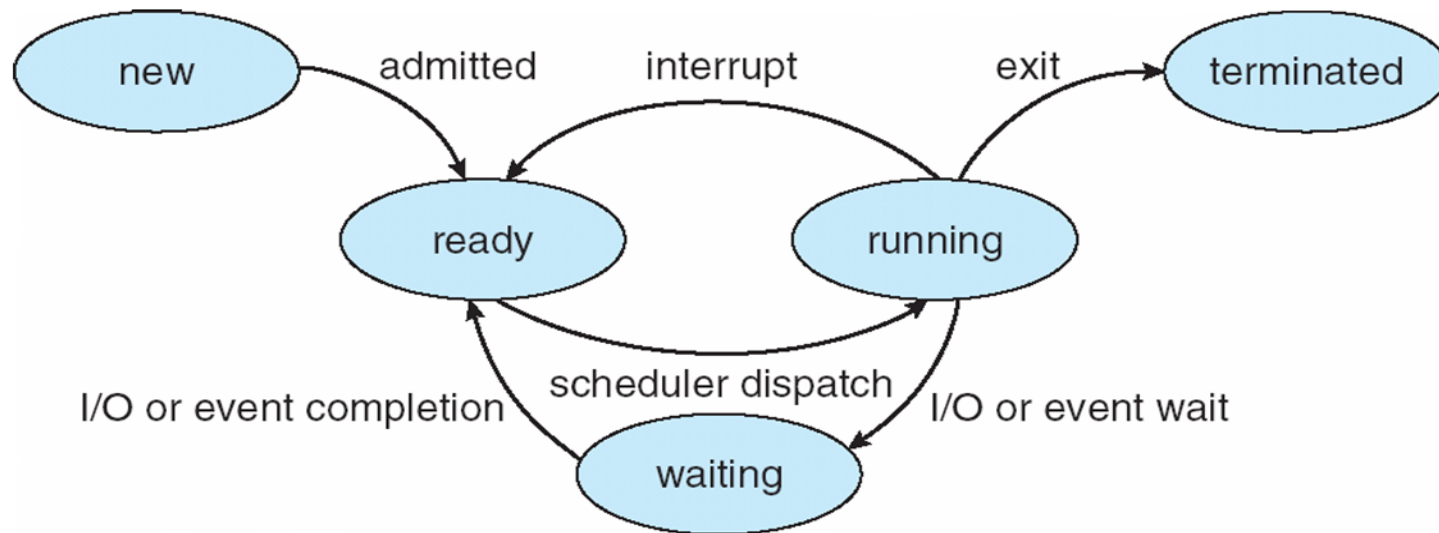 new
admitted
interrupt
exit
terminated
ready
running
scheduler dispatch
I/O or event completion
I/O or event wait
waiting